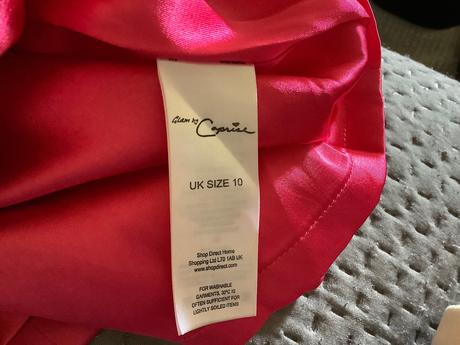 Glam by
Caprice
UK SIZE 10
Shop Direct Home
Shopping Ltd L70 1AB UK
www.shopdirect.com
FOR WASHABLE
GARMENTS, 30ºC IS
OFTEN SUFFICIENT FOR
LIGHTLY SOILED ITEMS